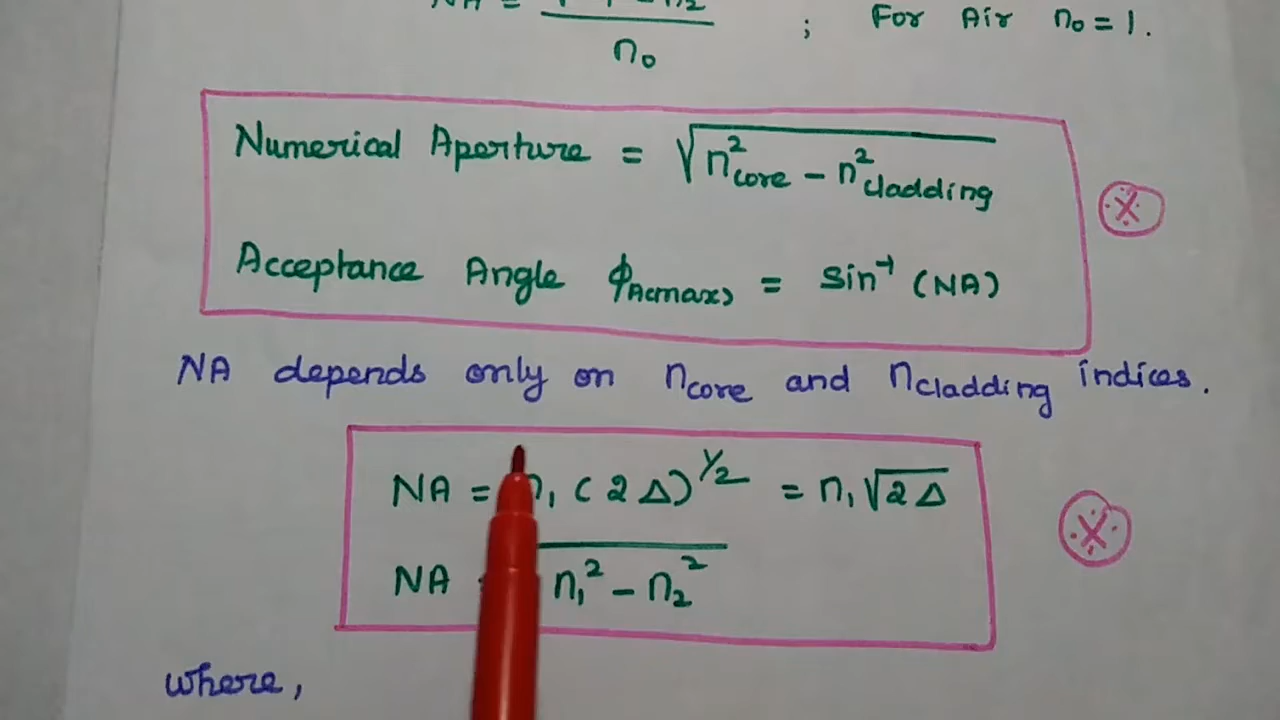 NA =
n₀ ; For Air n₀ = 1.
Numerical Aperture = √n²core − n²cladding
Acceptance Angle ϕA(max) = Sin⁻¹ (NA)
NA depends only on ncore and ncladding indices.
NA = n₁ (2Δ)^1/2 = n₁√2Δ
NA n₁² − n₂²
where,